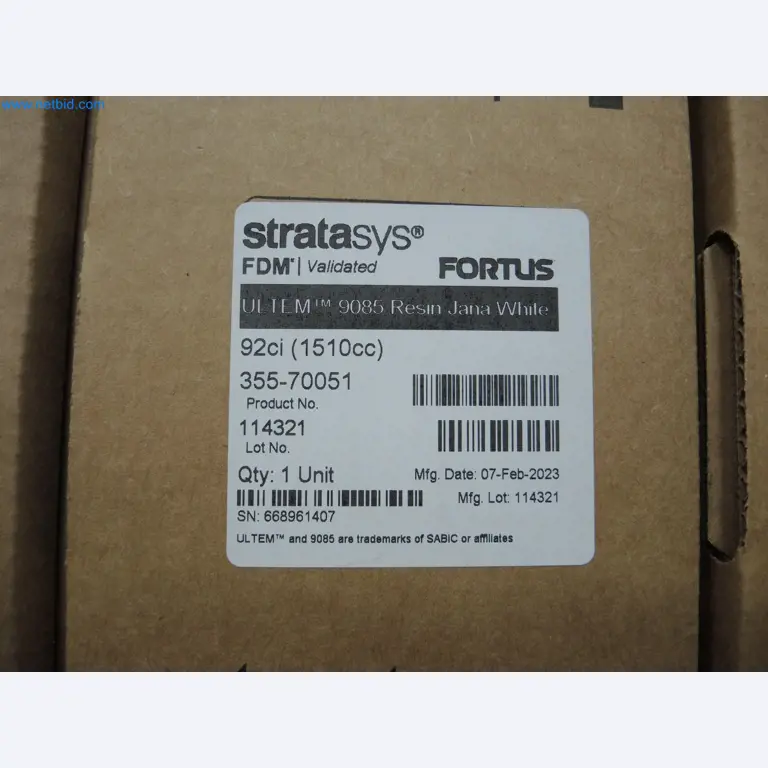 www.netbid.com
stratasys®
FDM® | Validated FORTUS
ULTEM™ 9085 Resin Jana White
92ci (1510cc)
355-70051
Product No.
114321
Lot No.
Qty: 1 Unit Mfg. Date: 07-Feb-2023
Mfg. Lot: 114321
SN: 668961407
ULTEM™ and 9085 are trademarks of SABIC or affiliates